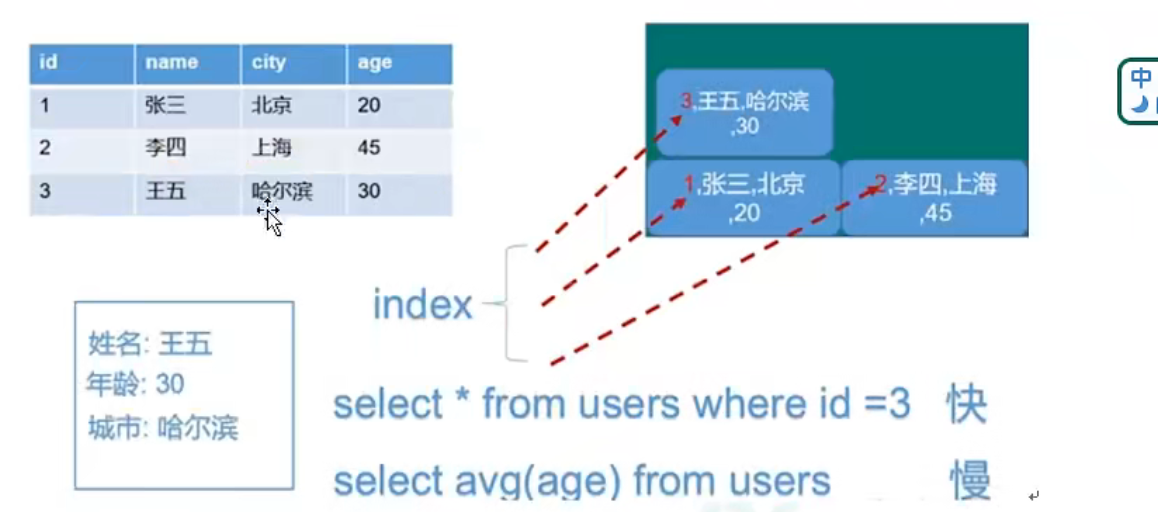 id name city age
1 张三 北京 20
2 李四 上海 45
3 王五 哈尔滨 30
3,王五,哈尔滨
,30
1,张三,北京
,20
2,李四,上海
,45
中
index
姓名: 王五
年龄: 30
城市: 哈尔滨
select * from users where id =3 快
select avg(age) from users 慢